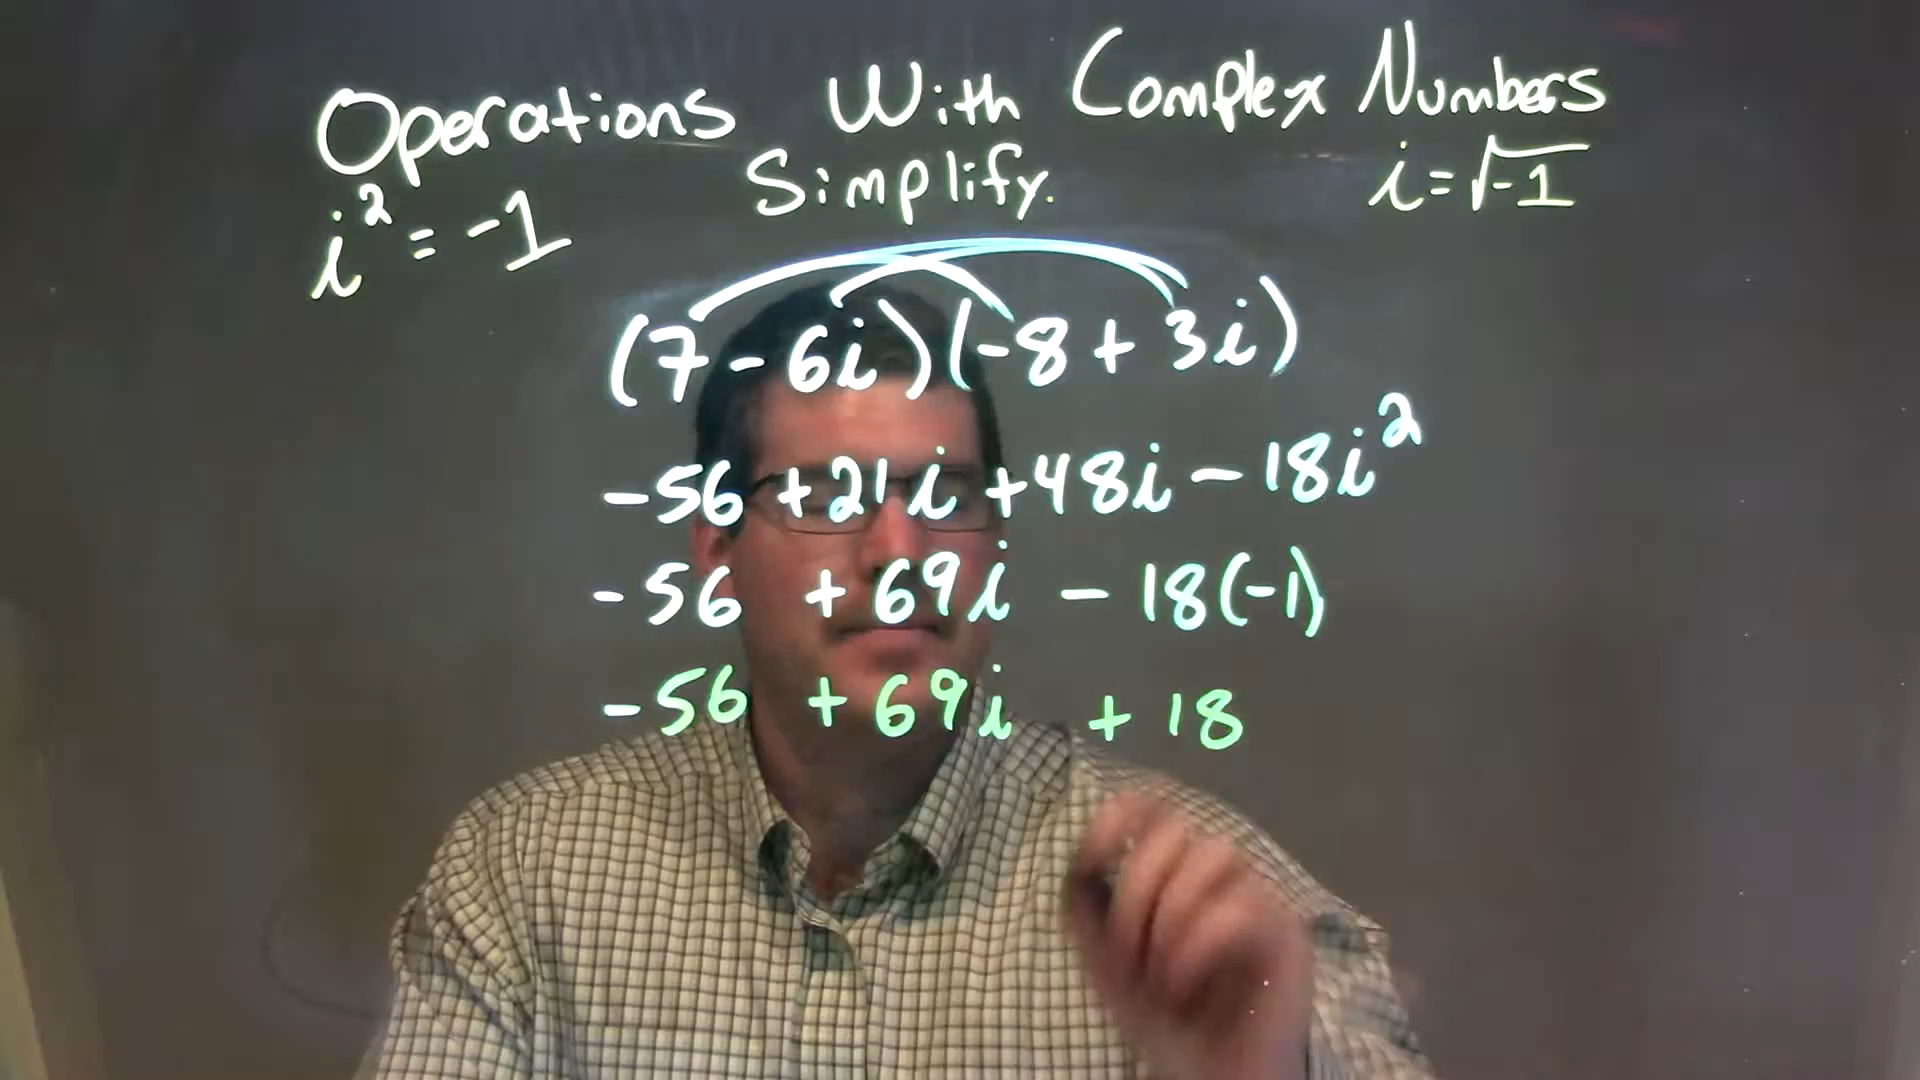 Operations With Complex Numbers
i² = -1 Simplify. i = √-1
(7 - 6i)(-8 + 3i)
-56 + 21i + 48i - 18i²
-56 + 69i - 18(-1)
-56 + 69i + 18